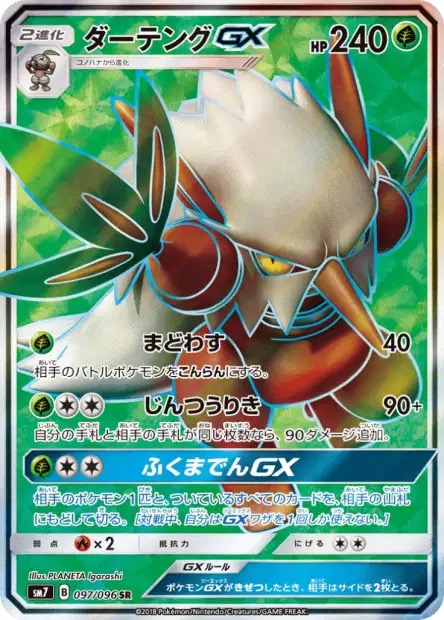 2進化 ダーテングGX HP240
コノハナから進化
まどわす 40
相手のバトルポケモンをこんらんにする。
じんつうりき 90+
自分の手札と相手の手札が同じ枚数なら、90ダメージ追加。
ふくまでんGX
相手のポケモン1匹と、ついているすべてのカードを、相手の山札
にもどして切る。[対戦中、自分はGXワザを1回しか使えない。]
弱点 ×2 抵抗力 にげる
Illus. PLANETA Igarashi
GXルール
SM7 B 097/096 SR
ポケモンGXがきぜつしたとき、相手はサイドを2枚とる。
©2018 Pokémon/Nintendo/Creatures/GAME FREAK.